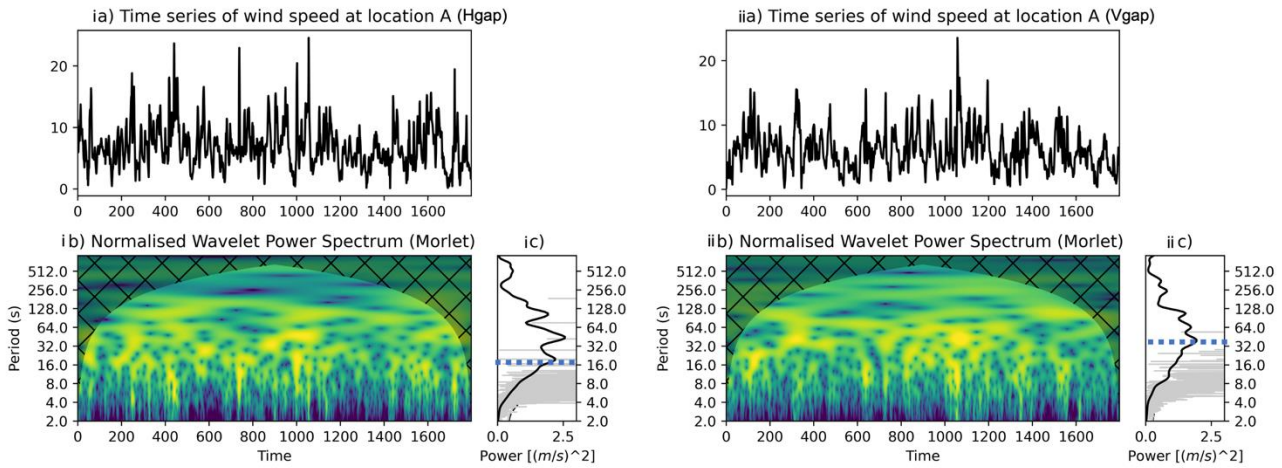 ia) Time series of wind speed at location A (Hgap)
20
10
0
0 200 400 600 800 1000 1200 1400 1600
ib) Normalised Wavelet Power Spectrum (Morlet)
ic)
Period (s)
512.0
256.0
128.0
64.0
32.0
16.0
8.0
4.0
2.0
0 200 400 600 800 1000 1200 1400 1600
Time
512.0
256.0
128.0
64.0
32.0
16.0
8.0
4.0
2.0
0.0 2.5
Power [(m/s)^2]
iia) Time series of wind speed at location A (Vgap)
20
10
0
0 200 400 600 800 1000 1200 1400 1600
iib) Normalised Wavelet Power Spectrum (Morlet)
iic)
Period (s)
512.0
256.0
128.0
64.0
32.0
16.0
8.0
4.0
2.0
0 200 400 600 800 1000 1200 1400 1600
Time
512.0
256.0
128.0
64.0
32.0
16.0
8.0
4.0
2.0
0.0 2.5
Power [(m/s)^2]